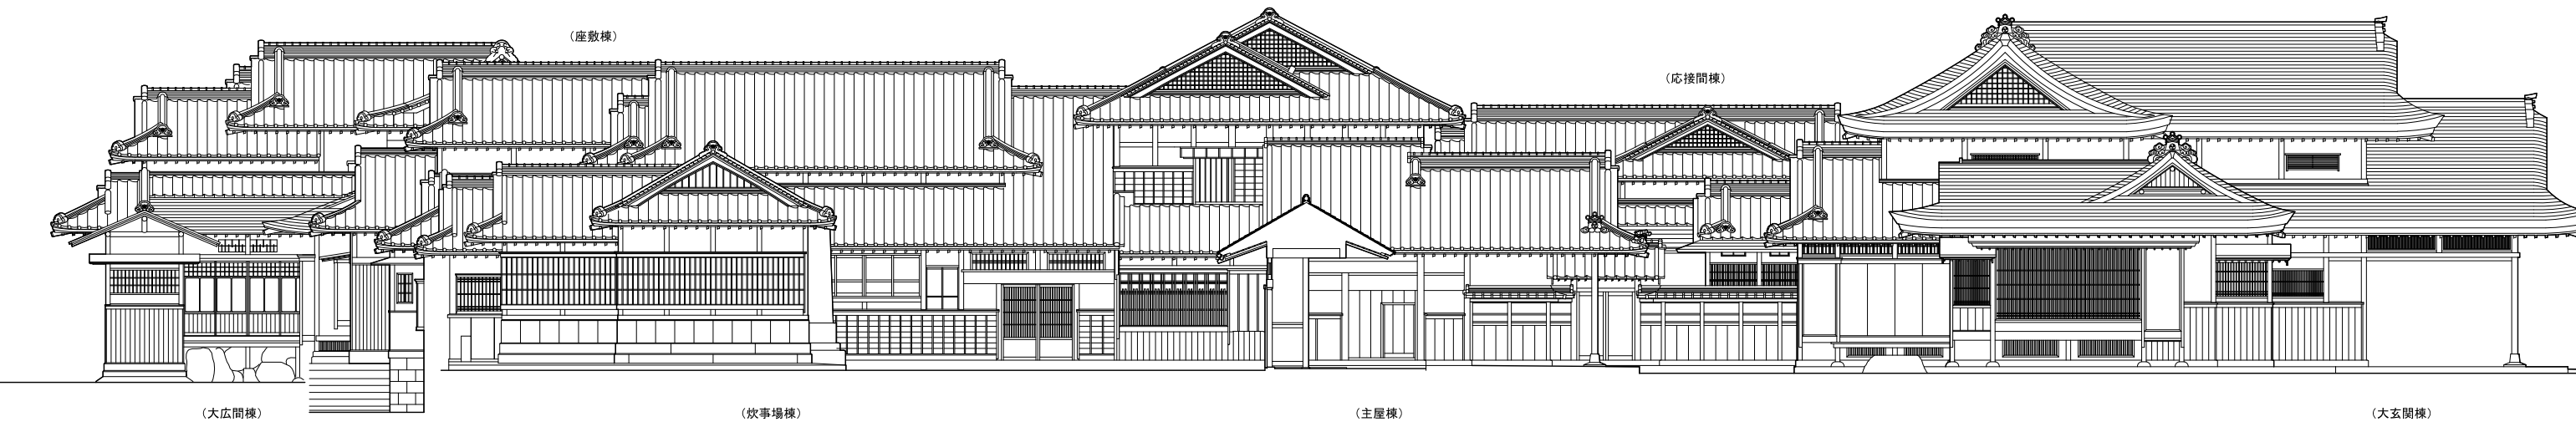 （座敷棟）
（応接間棟）
（大広間棟）
（炊事場棟）
（主屋棟）
（大玄関棟）